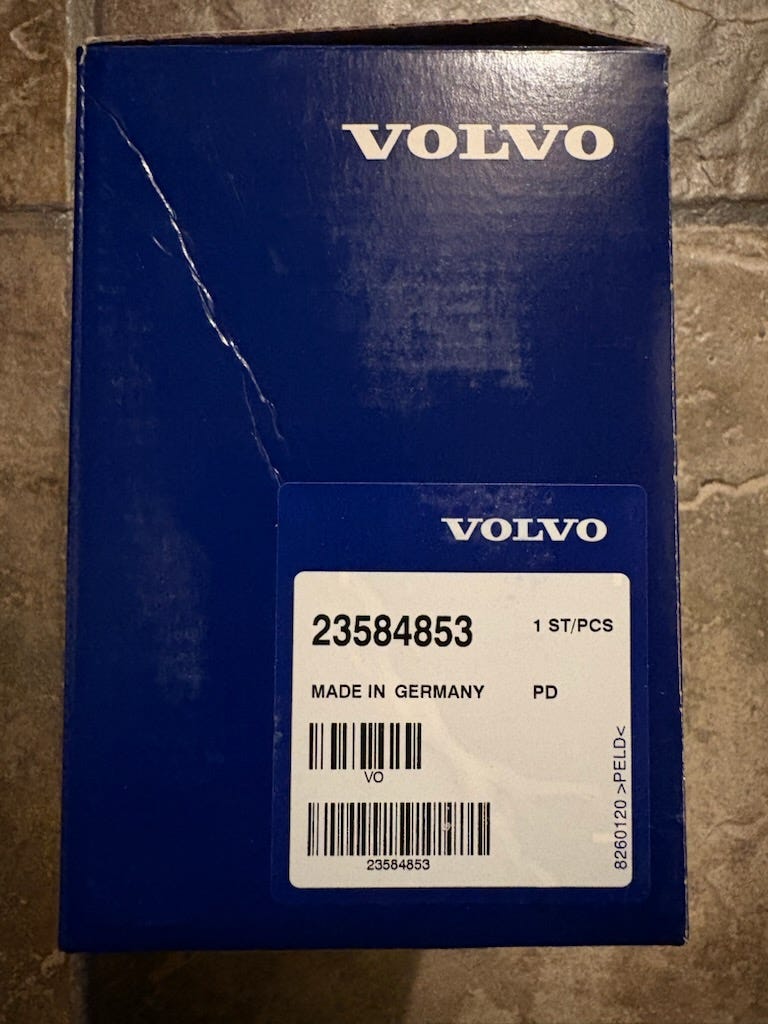 VOLVO
VOLVO
23584853 1 ST/PCS
MADE IN GERMANY PD
VO
23584853
8260120 >PELD<